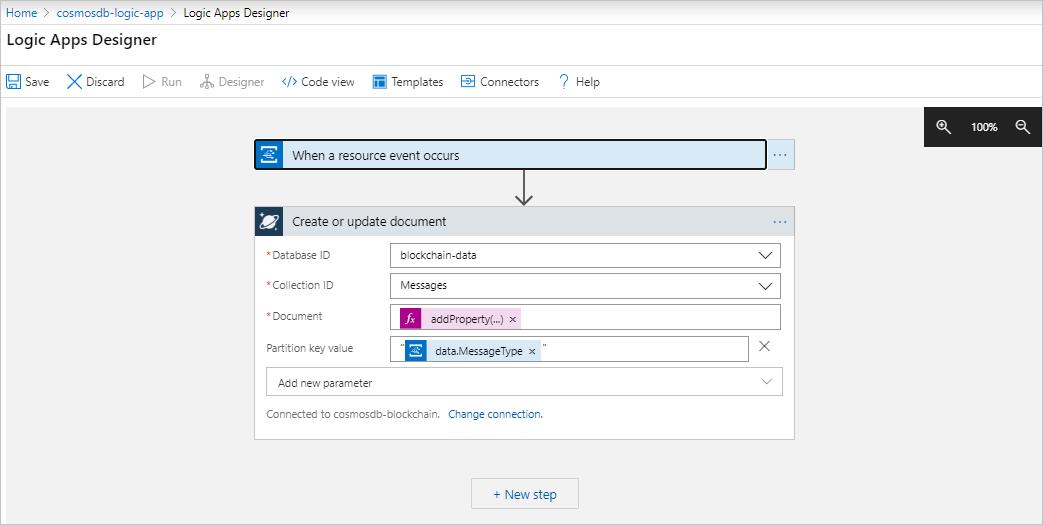 Home > cosmosdb-logic-app > Logic Apps Designer
Logic Apps Designer
Save Discard Run Designer Code view Templates Connectors ? Help
100%
When a resource event occurs ...
Create or update document ...
* Database ID blockchain-data
* Collection ID Messages
* Document fx addProperty(...) ×
Partition key value " data.MessageType × "
Add new parameter
Connected to cosmosdb-blockchain. Change connection.
+ New step